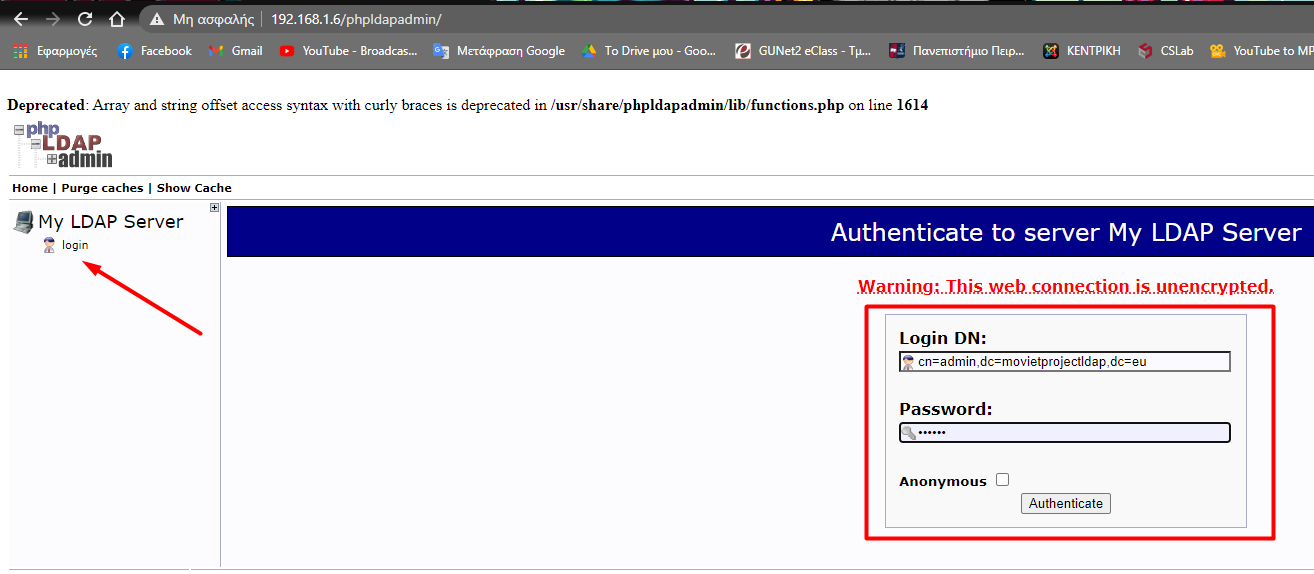 Μη ασφαλής 192.168.1.6/phpldapadmin/
Εφαρμογές Facebook Gmail YouTube - Broadcas... Μετάφραση Google Το Drive μου - Goo... GUNet2 eClass - Τμ... Πανεπιστήμιο Πειρ... ΚΕΝΤΡΙΚΗ CSLab YouTube to MP
Deprecated: Array and string offset access syntax with curly braces is deprecated in /usr/share/phpldapadmin/lib/functions.php on line 1614
php
LDAP
admin
Home | Purge caches | Show Cache
My LDAP Server
login
Authenticate to server My LDAP Server
Warning: This web connection is unencrypted.
Login DN:
cn=admin,dc=movietprojectldap,dc=eu
Password:
••••••
Anonymous
Authenticate